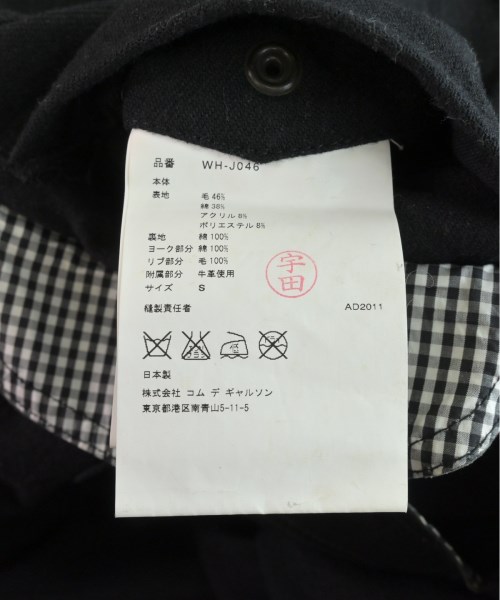 品番 WH-J046
本体
表地 毛 46%
綿 38%
アクリル 8%
ポリエステル 8%
裏地 綿 100%
ヨーク部分 綿 100%
リブ部分 毛 100%
附属部分 牛革使用
サイズ S
宇田
縫製責任者 AD2011
日本製
株式会社 コム デ ギャルソン
東京都港区南青山5-11-5